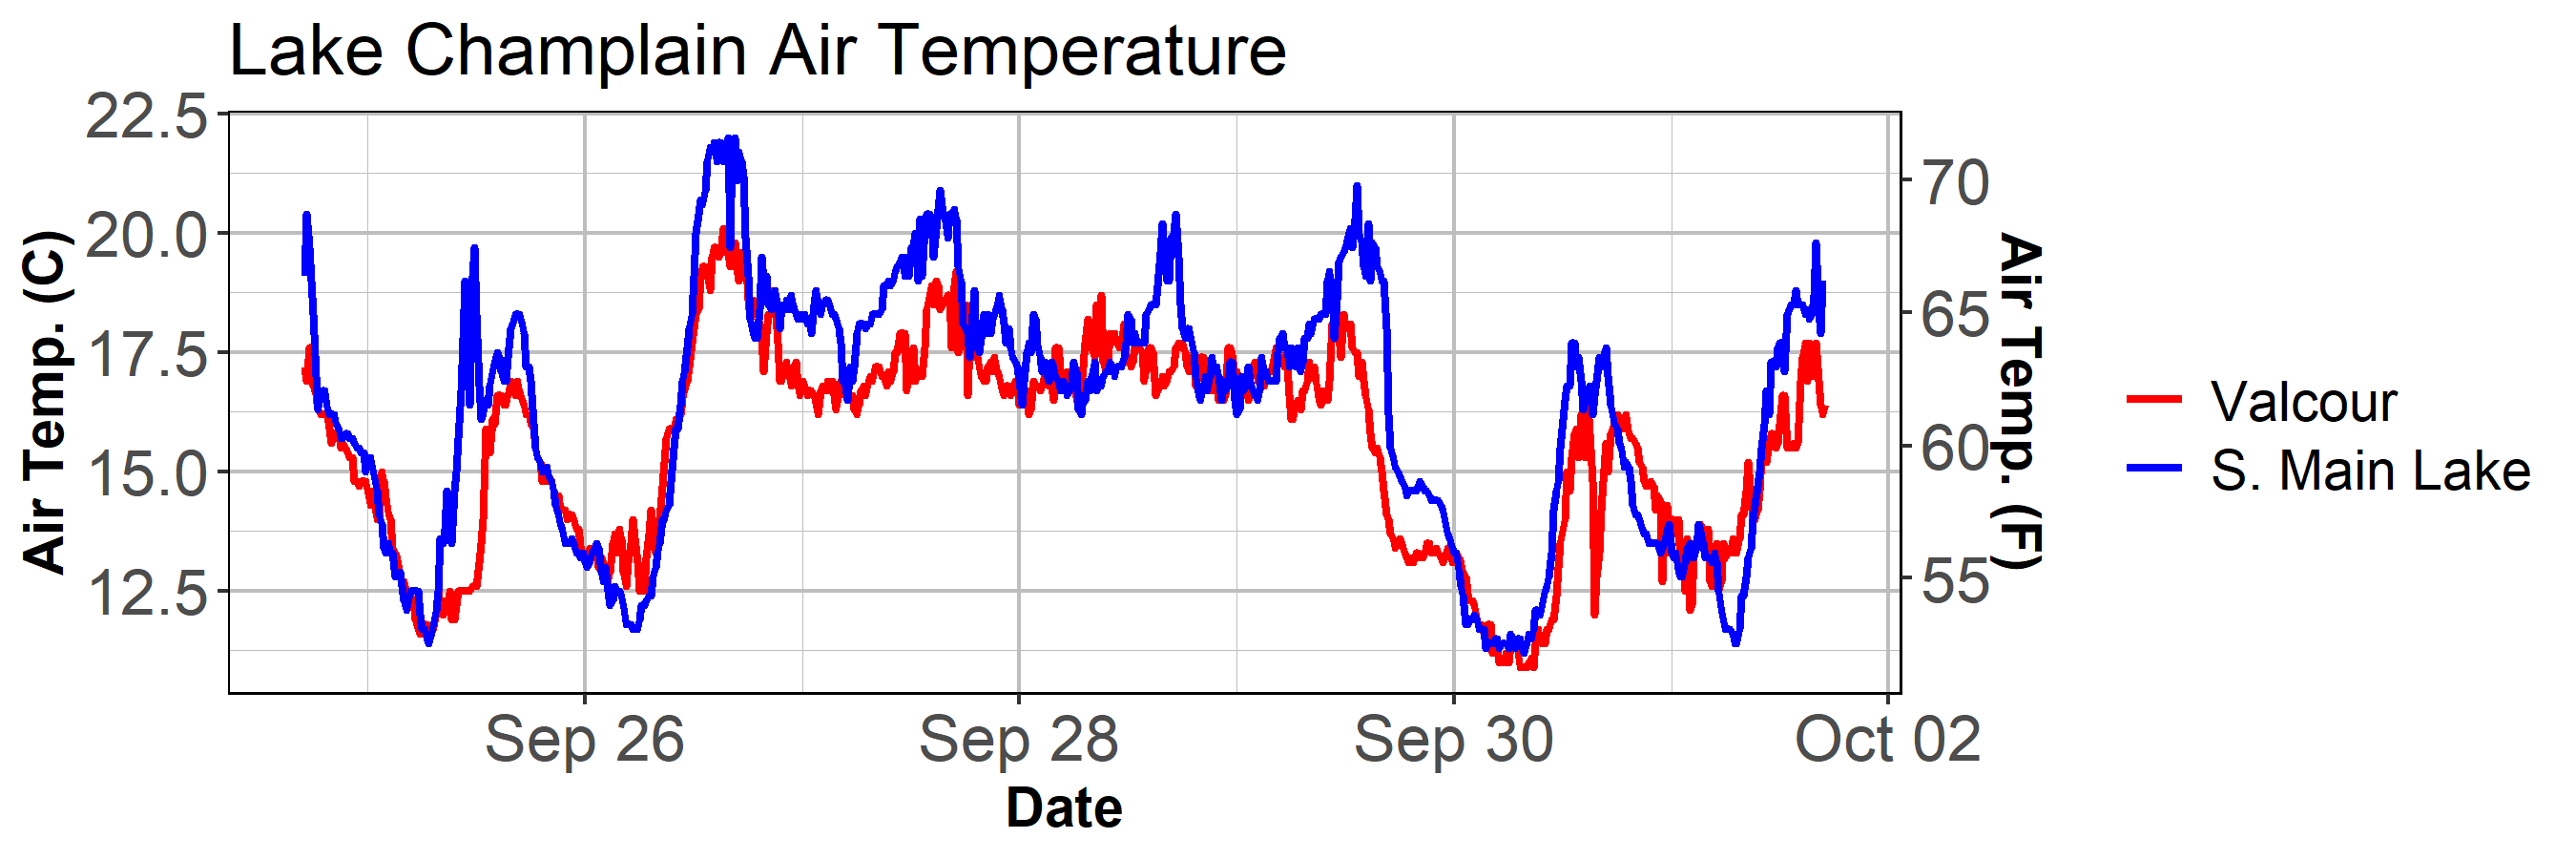 Lake Champlain Air Temperature
Air Temp. (C)
22.5
20.0
17.5
15.0
12.5
70
65
60
55
Air Temp. (F)
Sep 26
Sep 28
Sep 30
Oct 02
Date
Valcour
S. Main Lake